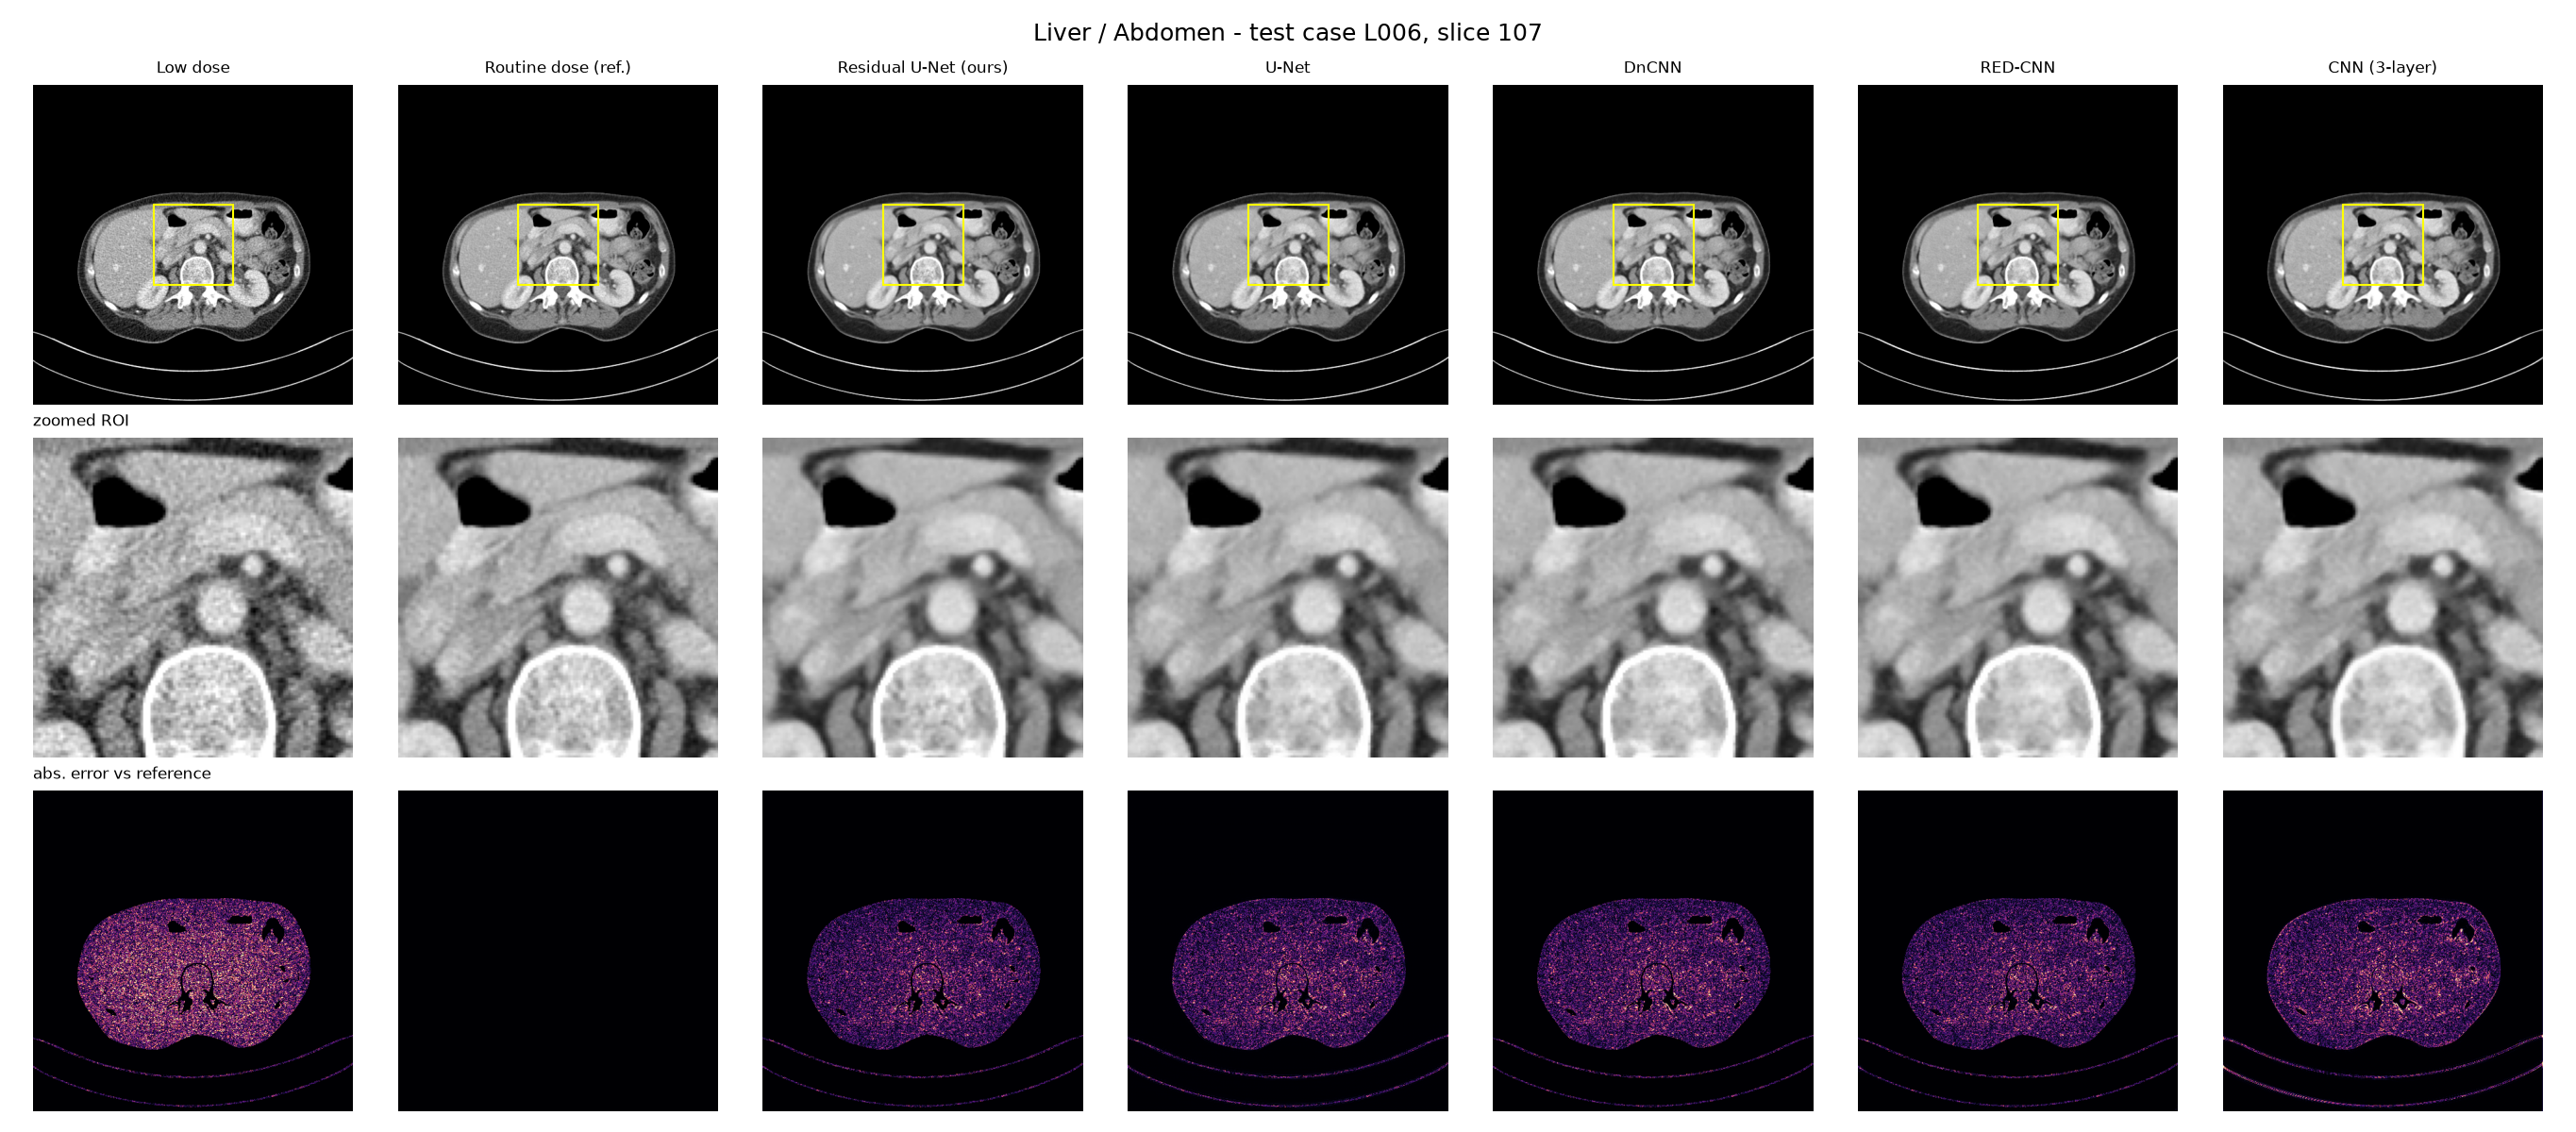 Liver / Abdomen - test case L006, slice 107
Low dose
Routine dose (ref.)
Residual U-Net (ours)
U-Net
DnCNN
RED-CNN
CNN (3-layer)
zoomed ROI
abs. error vs reference